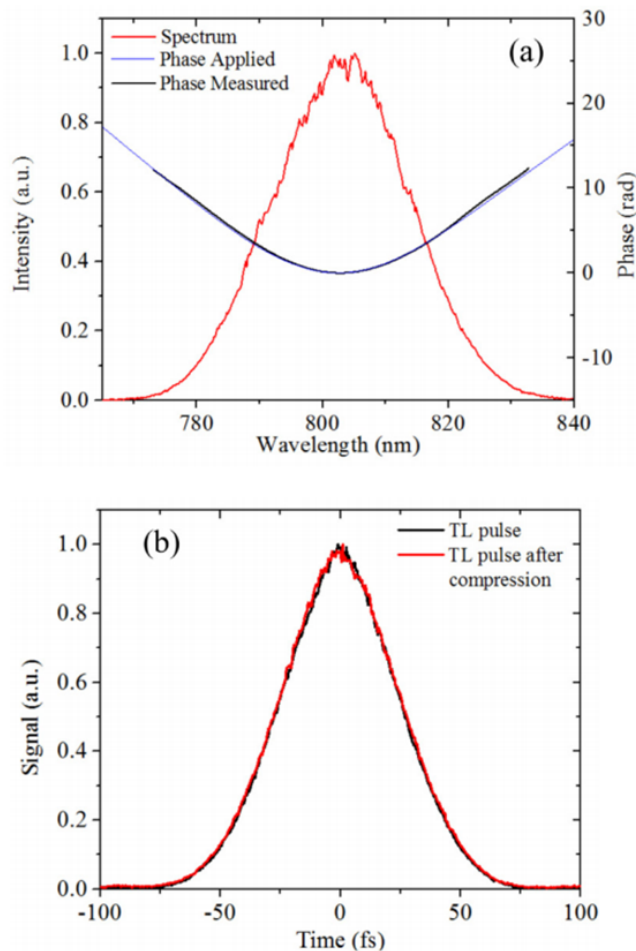 Spectrum
Phase Applied
Phase Measured
(a)
1.0
0.8
0.6
0.4
0.2
0.0
Intensity (a.u.)
30
25
20
10
0
-10
Phase (rad)
780
800
820
840
Wavelength (nm)
(b)
TL pulse
TL pulse after
compression
1.0
0.8
0.6
0.4
0.2
0.0
Signal (a.u.)
-100
-50
0
50
100
Time (fs)